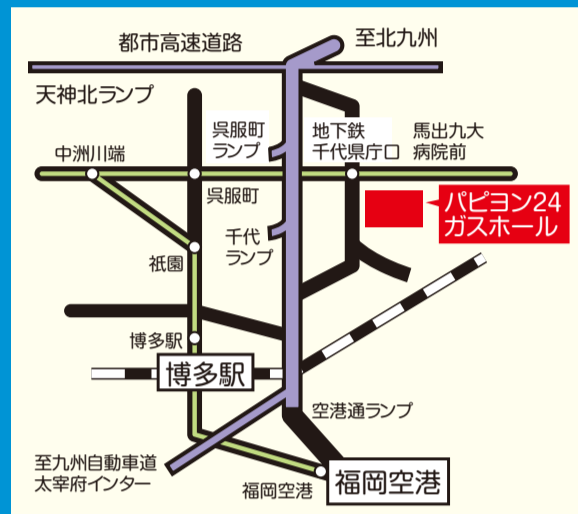 都市高速道路
至北九州
天神北ランプ
呉服町
ランプ
地下鉄
千代県庁口
馬出九大
病院前
中洲川端
呉服町
パピヨン24
ガスホール
千代
ランプ
祇園
博多駅
博多駅
空港通ランプ
至九州自動車道
太宰府インター
福岡空港
福岡空港